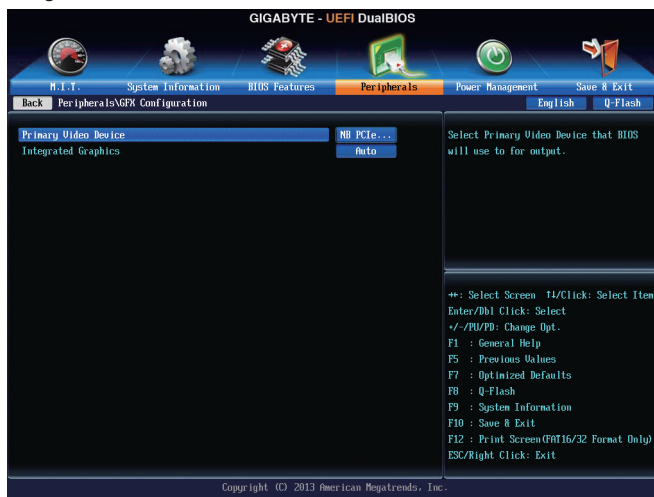 GIGABYTE - UEFI DualBIOS
M.I.T. System Information BIOS Features Peripherals Power Management Save & Exit
Back Peripherals\GFX Configuration English Q-Flash
Primary Video Device NB PCIe...
Integrated Graphics Auto
Select Primary Video Device that BIOS
will use to for output.
→←: Select Screen ↑↓/Click: Select Item
Enter/Dbl Click: Select
+/-/PU/PD: Change Opt.
F1 : General Help
F5 : Previous Values
F7 : Optimized Defaults
F8 : Q-Flash
F9 : System Information
F10 : Save & Exit
F12 : Print Screen(FAT16/32 Format Only)
ESC/Right Click: Exit
Copyright (C) 2013 American Megatrends, Inc.